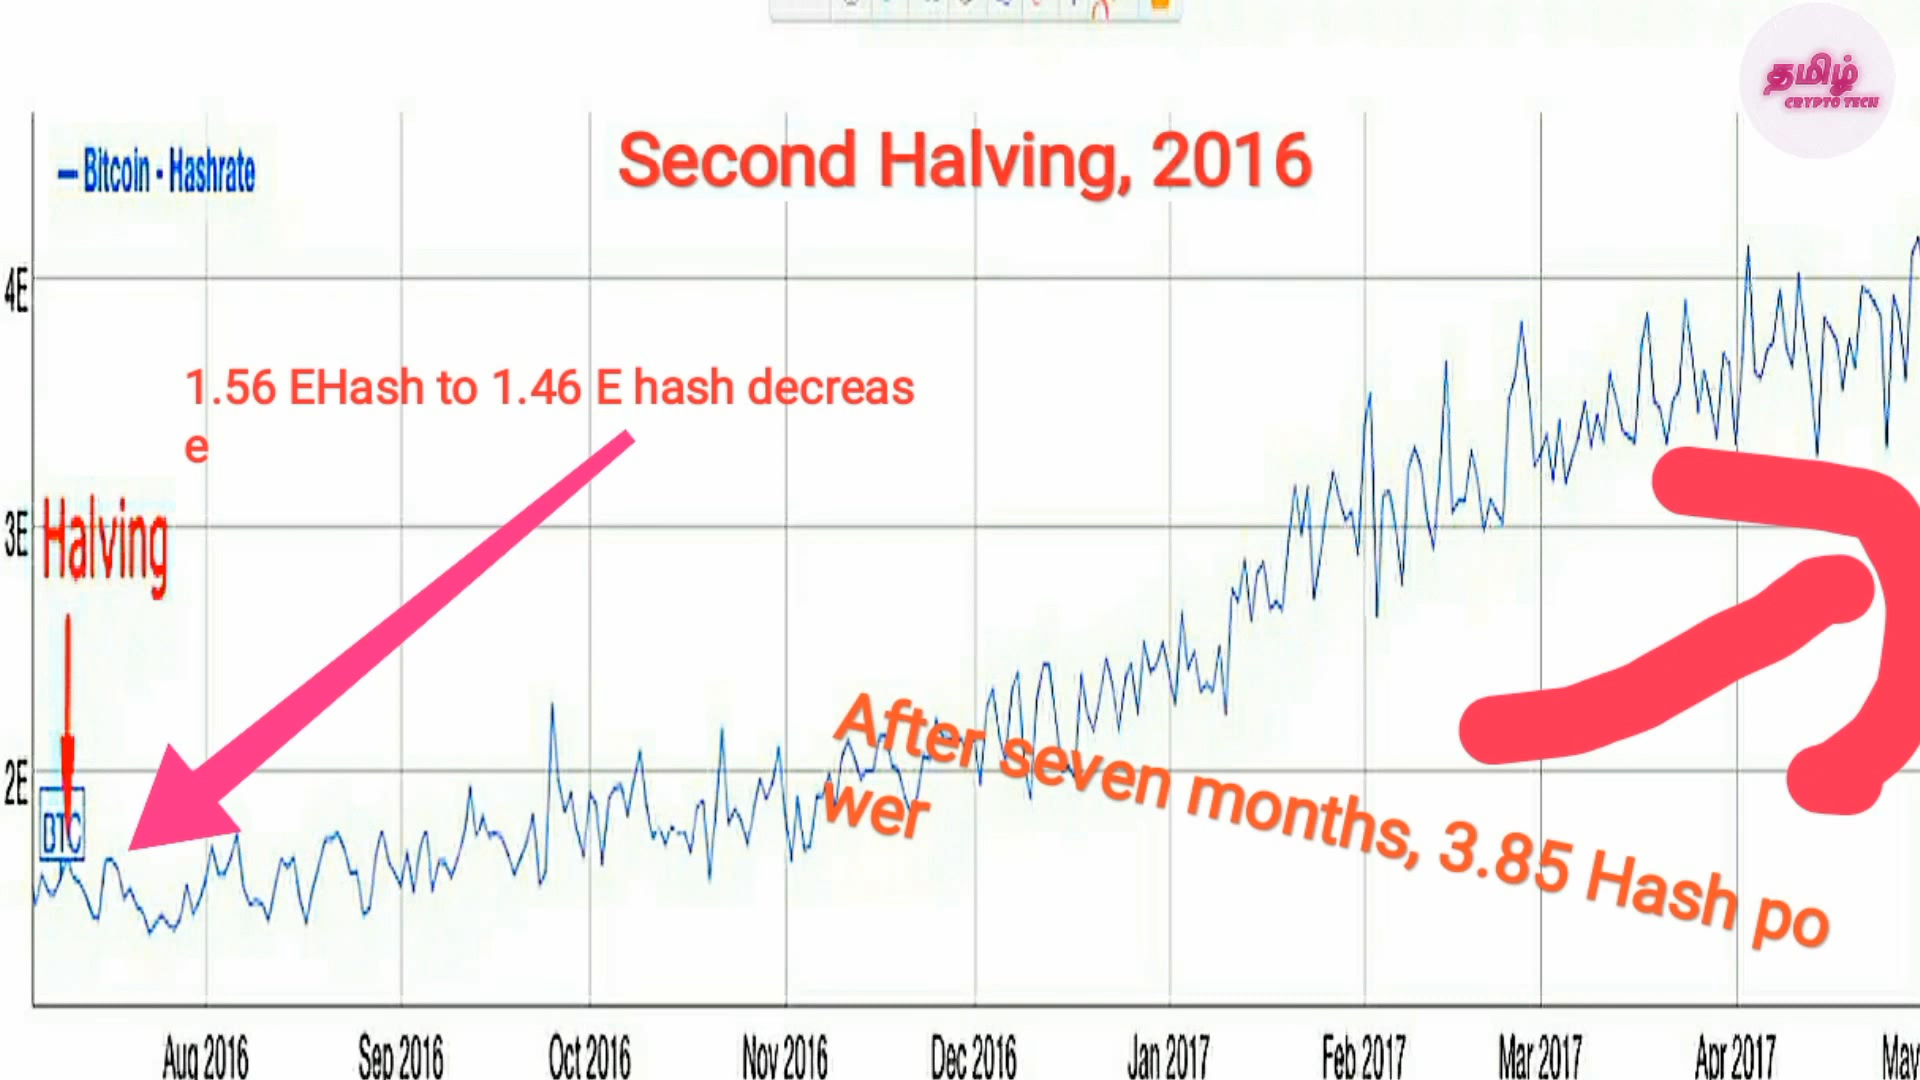 தமிழ்
CRYPTO TECH
Second Halving, 2016
— Bitcoin - Hashrate
4E
1.56 EHash to 1.46 E hash decreas
e
Halving
3E
2E
BTC
After seven months, 3.85 Hash po
wer
Aug 2016 Sep 2016 Oct 2016 Nov 2016 Dec 2016 Jan 2017 Feb 2017 Mar 2017 Apr 2017 May